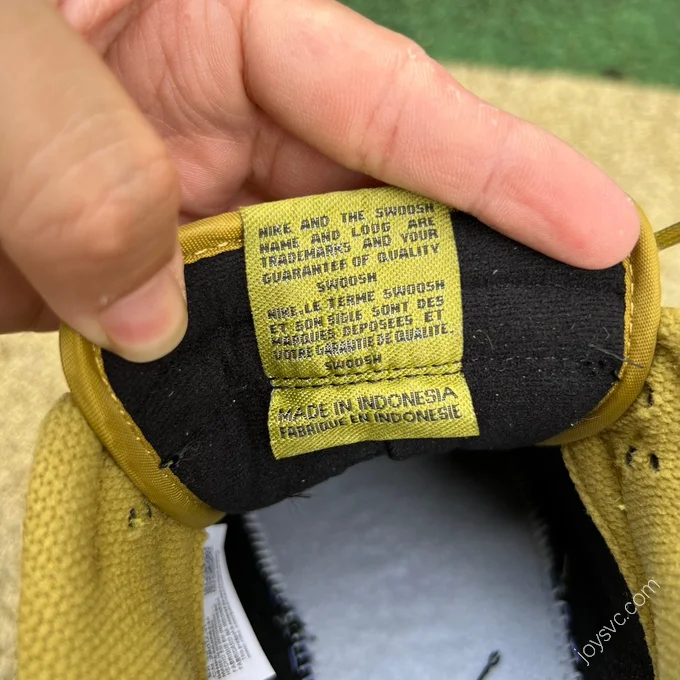 NIKE AND THE SWOOSH
NAME AND LOUG ARE
TRADEMARKS AND YOUR
GUARANTEE OF QUALITY
SWOOSH
NIKE,LE TERME SWOOSH
ET SON SIGLE SONT DES
MARQUES DEPOSEES ET
VOTRE GARANTIE DE QUALITE.
SWOOSH
MADE IN INDONESIA
FABRIQUE EN INDONESIE
joysvc.com